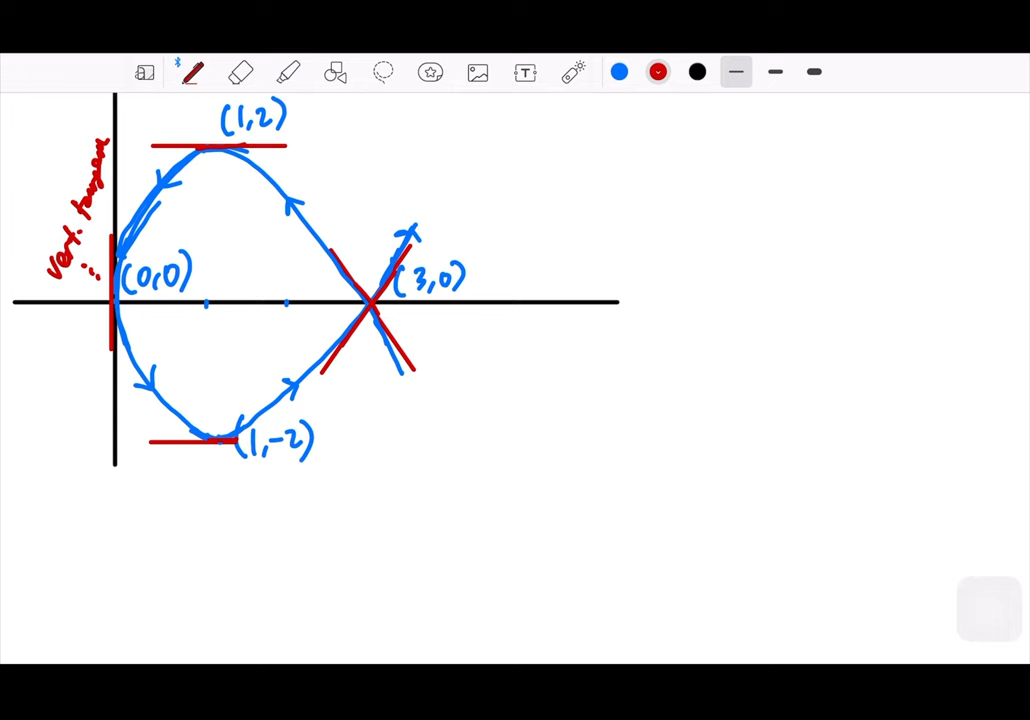 (1,2)
vert. tangent
(0,0)
(3,0)
(1,-2)
T